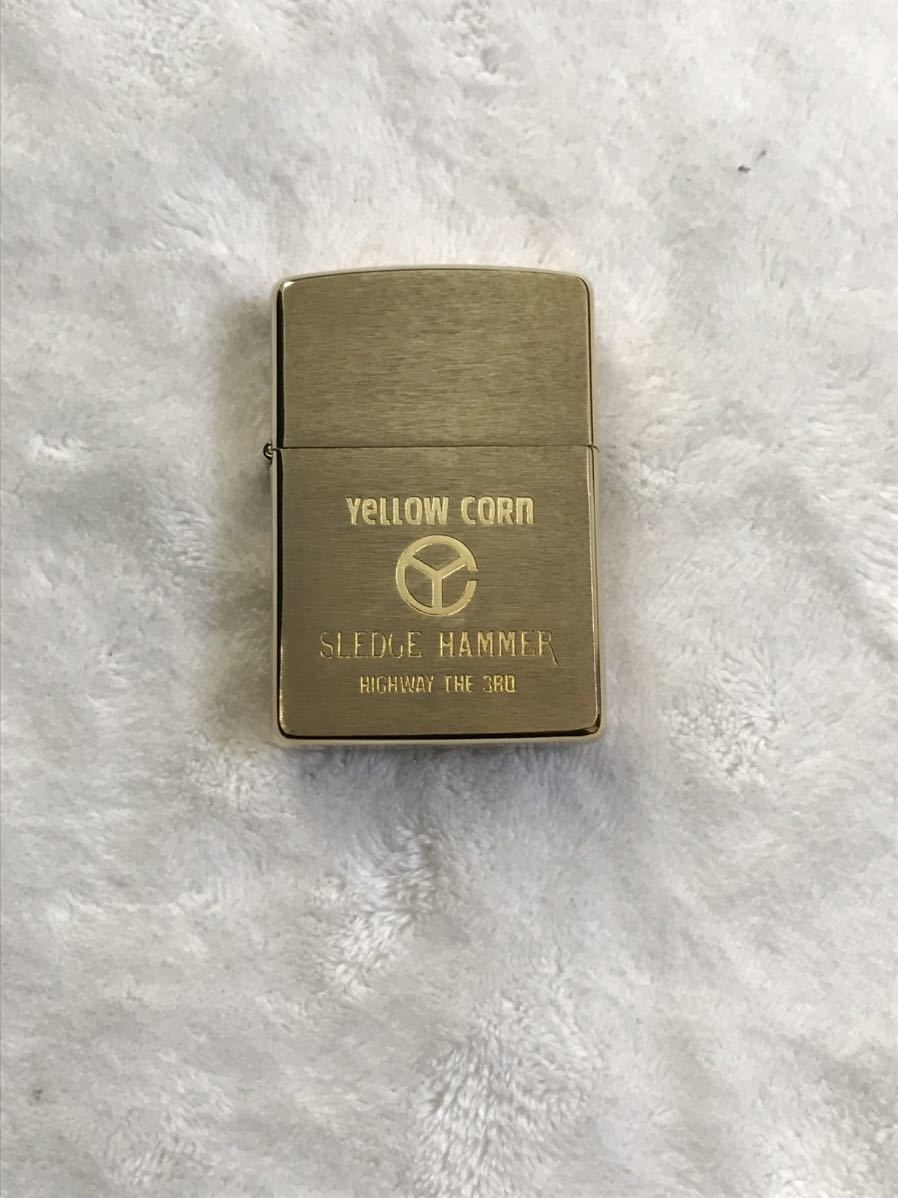 YeLLOW CORn
SLEDGE HAMMER
HIGHWAY THE 3RD